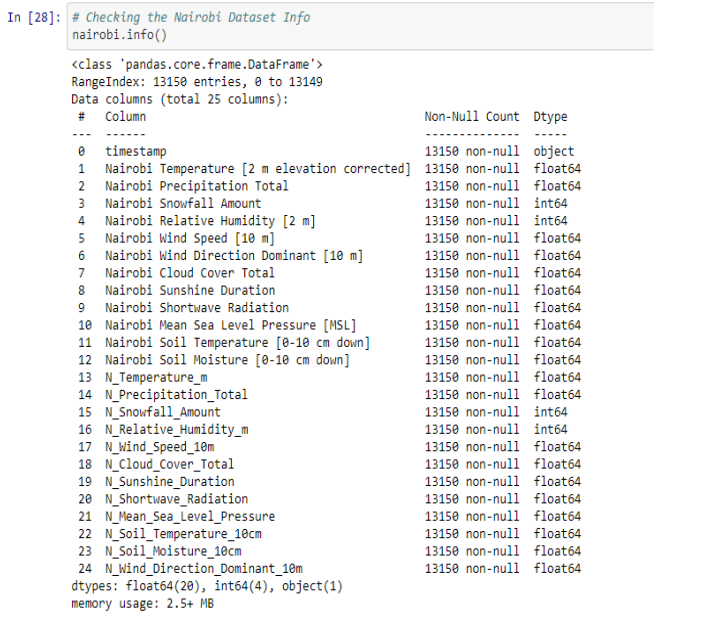 In [28]: # Checking the Nairobi Dataset Info
nairobi.info()
<class 'pandas.core.frame.DataFrame'>
RangeIndex: 13150 entries, 0 to 13149
Data columns (total 25 columns):
 #   Column                                        Non-Null Count  Dtype
---  ------                                        --------------  -----
 0   timestamp                                     13150 non-null  object
 1   Nairobi Temperature [2 m elevation corrected]  13150 non-null  float64
 2   Nairobi Precipitation Total                   13150 non-null  float64
 3   Nairobi Snowfall Amount                       13150 non-null  int64
 4   Nairobi Relative Humidity [2 m]               13150 non-null  int64
 5   Nairobi Wind Speed [10 m]                     13150 non-null  float64
 6   Nairobi Wind Direction Dominant [10 m]        13150 non-null  float64
 7   Nairobi Cloud Cover Total                     13150 non-null  float64
 8   Nairobi Sunshine Duration                     13150 non-null  float64
 9   Nairobi Shortwave Radiation                   13150 non-null  float64
 10  Nairobi Mean Sea Level Pressure [MSL]         13150 non-null  float64
 11  Nairobi Soil Temperature [0-10 cm down]       13150 non-null  float64
 12  Nairobi Soil Moisture [0-10 cm down]          13150 non-null  float64
 13  N_Temperature_m                               13150 non-null  float64
 14  N_Precipitation_Total                         13150 non-null  float64
 15  N_Snowfall_Amount                             13150 non-null  int64
 16  N_Relative_Humidity_m                         13150 non-null  int64
 17  N_Wind_Speed_10m                              13150 non-null  float64
 18  N_Cloud_Cover_Total                           13150 non-null  float64
 19  N_Sunshine_Duration                           13150 non-null  float64
 20  N_Shortwave_Radiation                         13150 non-null  float64
 21  N_Mean_Sea_Level_Pressure                     13150 non-null  float64
 22  N_Soil_Temperature_10cm                       13150 non-null  float64
 23  N_Soil_Moisture_10cm                          13150 non-null  float64
 24  N_Wind_Direction_Dominant_10m                 13150 non-null  float64
dtypes: float64(20), int64(4), object(1)
memory usage: 2.5+ MB